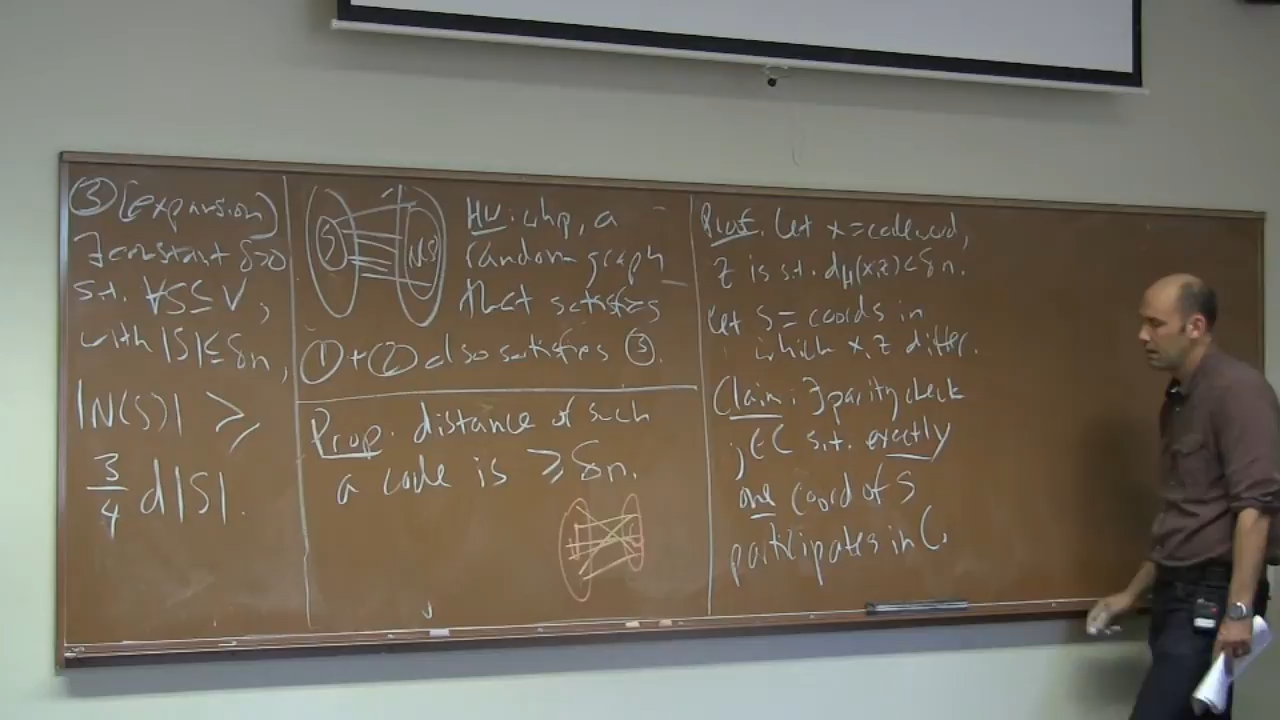 ③ (expansion)
∃ constant δ>0
s.t. ∀S⊆V,
with |S|≤δn,
|N(S)| ≥
3/4 d|S|.
S N(S)
HW: whp, a
random graph
that satisfies
①+② also satisfies ③.
Prop. distance of such
a code is ≥ δn.
Proof. Let x=codeword,
z is s.t. d_H(x,z)<δn.
Let S = coords in
which x,z differ.
Claim: ∃ parity check
j∈C s.t. exactly
one coord of S
participates in C.